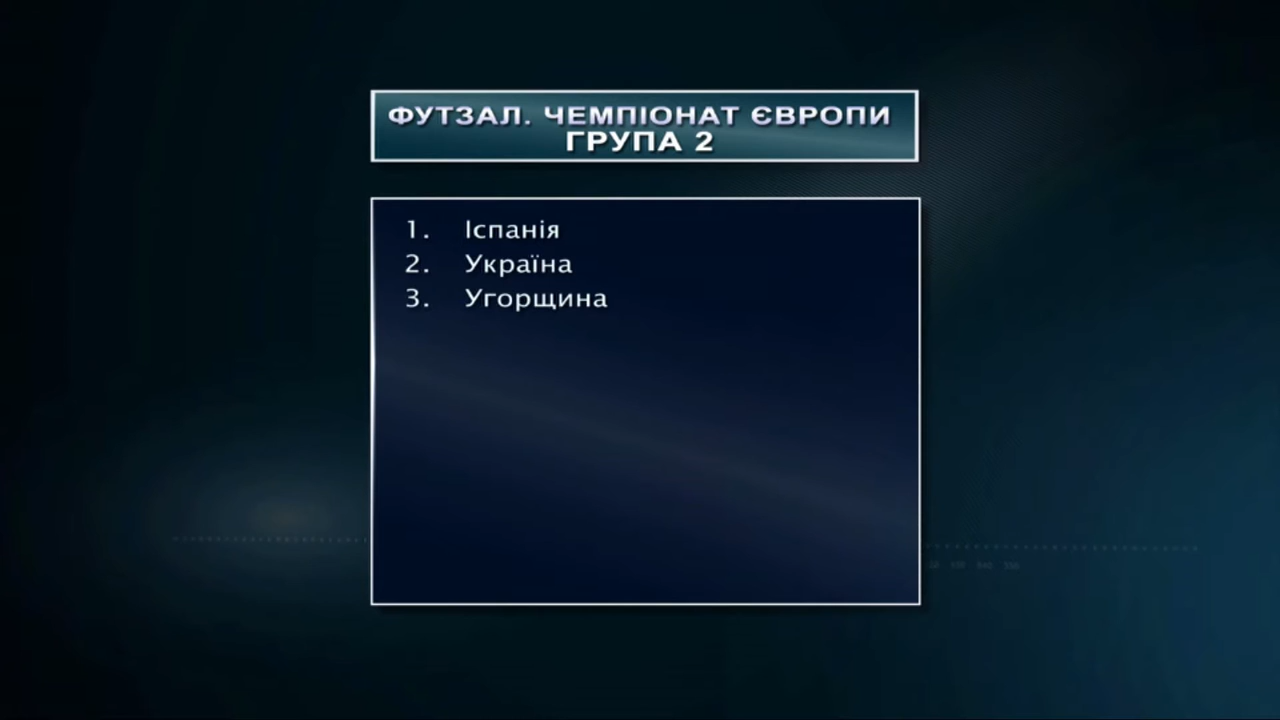 ФУТЗАЛ. ЧЕМПІОНАТ ЄВРОПИ
ГРУПА 2
1. Іспанія
2. Україна
3. Угорщина